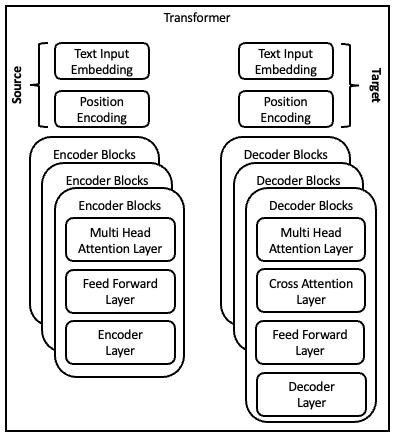 Transformer
Source
Text Input
Embedding
Position
Encoding
Encoder Blocks
Encoder Blocks
Encoder Blocks
Multi Head
Attention Layer
Feed Forward
Layer
Encoder
Layer
Text Input
Embedding
Position
Encoding
Target
Decoder Blocks
Decoder Blocks
Decoder Blocks
Multi Head
Attention Layer
Cross Attention
Layer
Feed Forward
Layer
Decoder
Layer